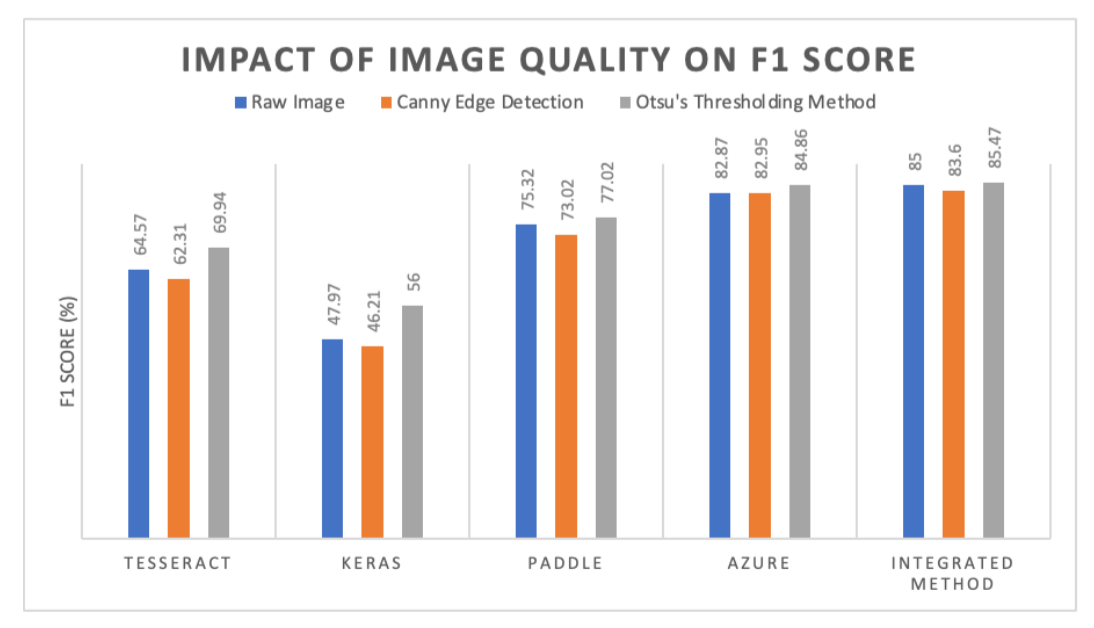 IMPACT OF IMAGE QUALITY ON F1 SCORE
Raw Image Canny Edge Detection Otsu's Thresholding Method
64.57 62.31 69.94 47.97 46.21 56 75.32 73.02 77.02 82.87 82.95 84.86 85 83.6 85.47
F1 SCORE (%)
TESSERACT KERAS PADDLE AZURE INTEGRATED
METHOD